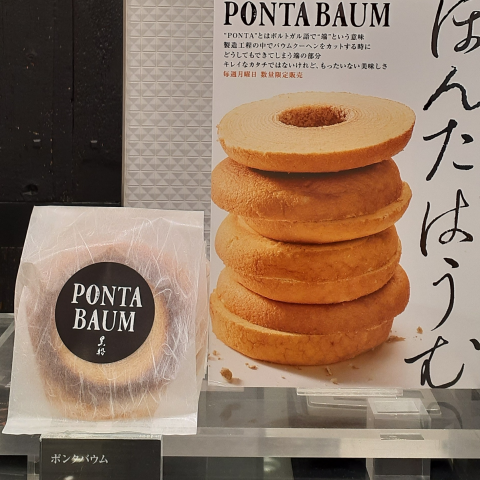 PONTA BAUM
"PONTA"とはポルトガル語で"端"という意味
製造工程の中でバウムクーヘンをカットする時に
どうしてもできてしまう端の部分
キレイなカタチではないけれど、もったいない美味しさ
毎週月曜日 数量限定販売
ぽんたばうむ
PONTA
BAUM
ポンタバウム